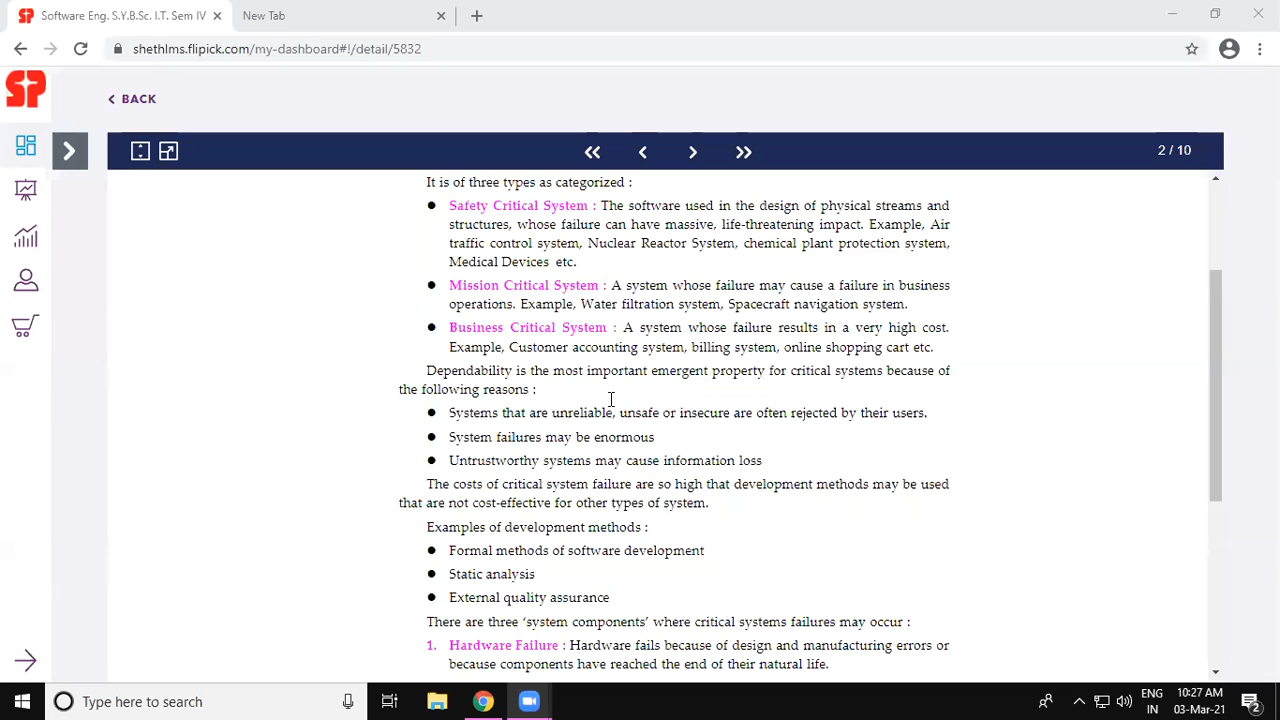 Software Eng. S.Y.B.Sc. I.T. Sem IV
New Tab
shethlms.flipick.com/my-dashboard#!/detail/5832
SP
BACK
2 / 10
It is of three types as categorized :
● Safety Critical System : The software used in the design of physical streams and
structures, whose failure can have massive, life-threatening impact. Example, Air
traffic control system, Nuclear Reactor System, chemical plant protection system,
Medical Devices etc.
● Mission Critical System : A system whose failure may cause a failure in business
operations. Example, Water filtration system, Spacecraft navigation system.
● Business Critical System : A system whose failure results in a very high cost.
Example, Customer accounting system, billing system, online shopping cart etc.
Dependability is the most important emergent property for critical systems because of
the following reasons :
● Systems that are unreliable, unsafe or insecure are often rejected by their users.
● System failures may be enormous
● Untrustworthy systems may cause information loss
The costs of critical system failure are so high that development methods may be used
that are not cost-effective for other types of system.
Examples of development methods :
● Formal methods of software development
● Static analysis
● External quality assurance
There are three 'system components' where critical systems failures may occur :
1. Hardware Failure : Hardware fails because of design and manufacturing errors or
because components have reached the end of their natural life.
Type here to search
ENG
IN
10:27 AM
03-Mar-21
2